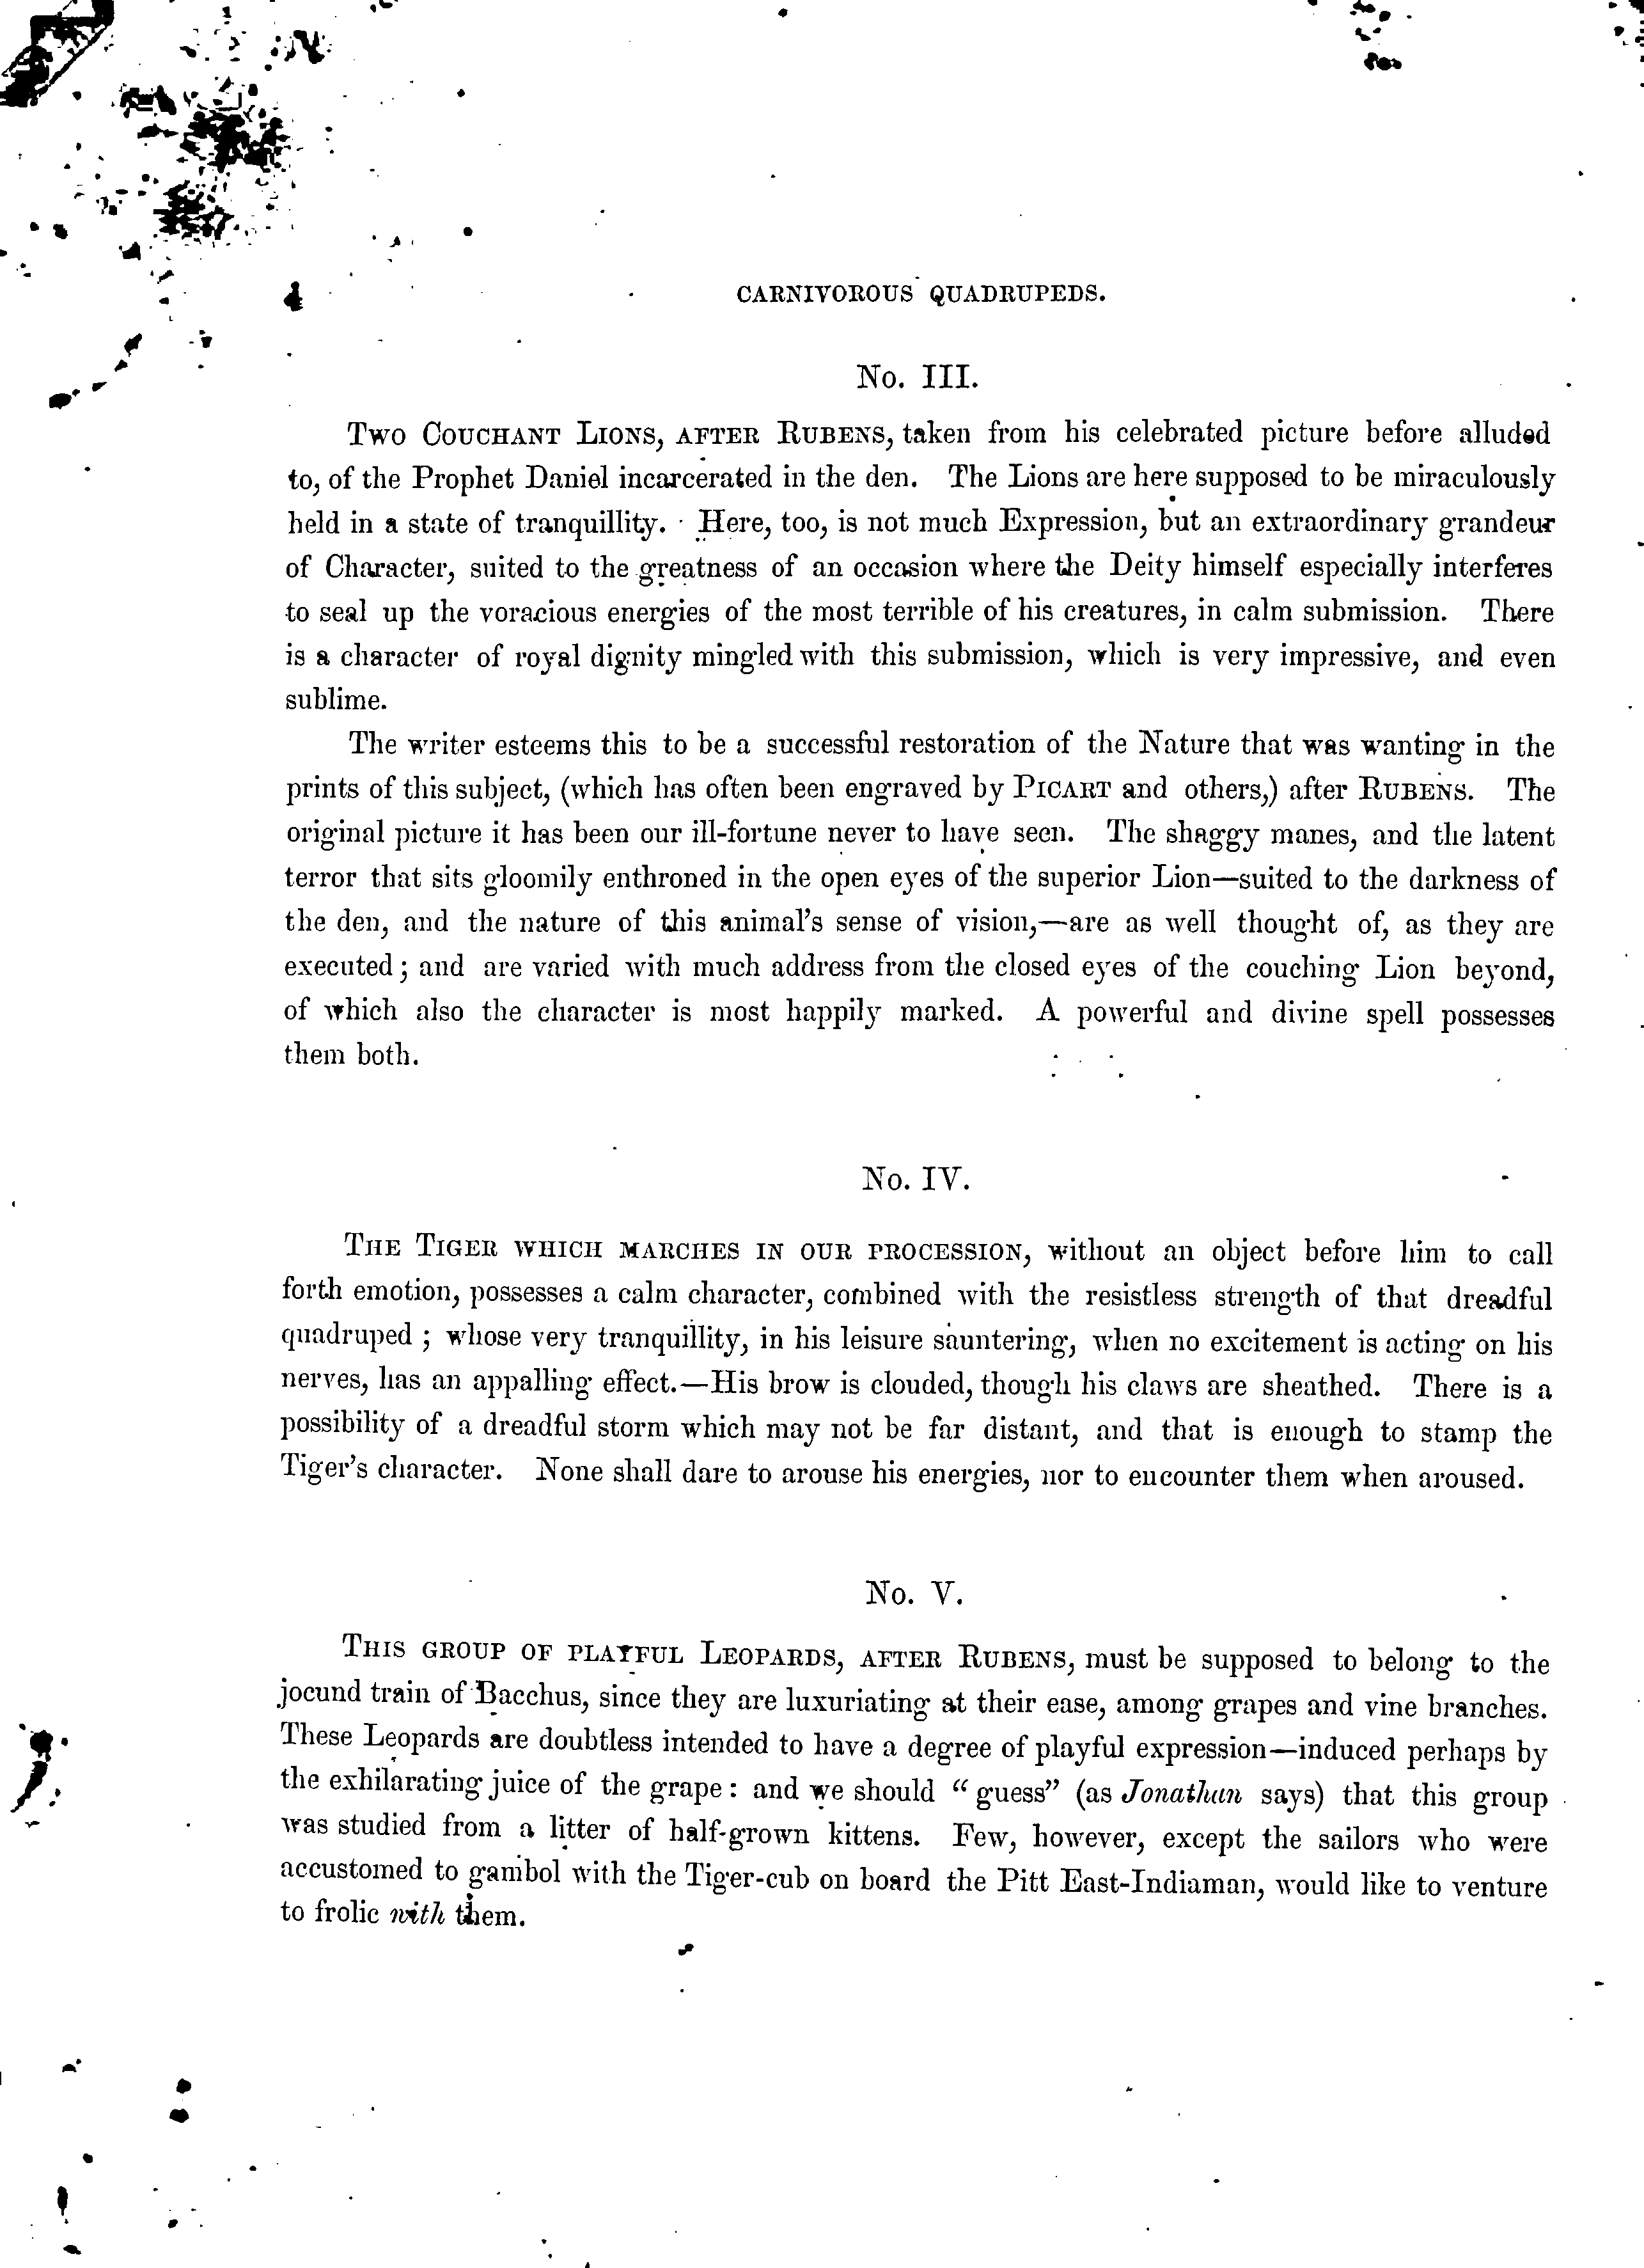 CARNIVOROUS QUADRUPEDS.
No. III.
Two Couchant Lions, after Rubens, taken from his celebrated picture before alluded
to, of the Prophet Daniel incarcerated in the den. The Lions are here supposed to be miraculously
held in a state of tranquillity. Here, too, is not much Expression, but an extraordinary grandeur
of Character, suited to the greatness of an occasion where the Deity himself especially interferes
to seal up the voracious energies of the most terrible of his creatures, in calm submission. There
is a character of royal dignity mingled with this submission, which is very impressive, and even
sublime.
The writer esteems this to be a successful restoration of the Nature that was wanting in the
prints of this subject, (which has often been engraved by Picart and others,) after Rubens. The
original picture it has been our ill-fortune never to have seen. The shaggy manes, and the latent
terror that sits gloomily enthroned in the open eyes of the superior Lion—suited to the darkness of
the den, and the nature of this animal's sense of vision,—are as well thought of, as they are
executed; and are varied with much address from the closed eyes of the couching Lion beyond,
of which also the character is most happily marked. A powerful and divine spell possesses
them both.
No. IV.
The Tiger which marches in our procession, without an object before him to call
forth emotion, possesses a calm character, combined with the resistless strength of that dreadful
quadruped; whose very tranquillity, in his leisure sauntering, when no excitement is acting on his
nerves, has an appalling effect.—His brow is clouded, though his claws are sheathed. There is a
possibility of a dreadful storm which may not be far distant, and that is enough to stamp the
Tiger's character. None shall dare to arouse his energies, nor to encounter them when aroused.
No. V.
This group of playful Leopards, after Rubens, must be supposed to belong to the
jocund train of Bacchus, since they are luxuriating at their ease, among grapes and vine branches.
These Leopards are doubtless intended to have a degree of playful expression—induced perhaps by
the exhilarating juice of the grape: and we should "guess" (as Jonathan says) that this group
was studied from a litter of half-grown kittens. Few, however, except the sailors who were
accustomed to gambol with the Tiger-cub on board the Pitt East-Indiaman, would like to venture
to frolic with them.